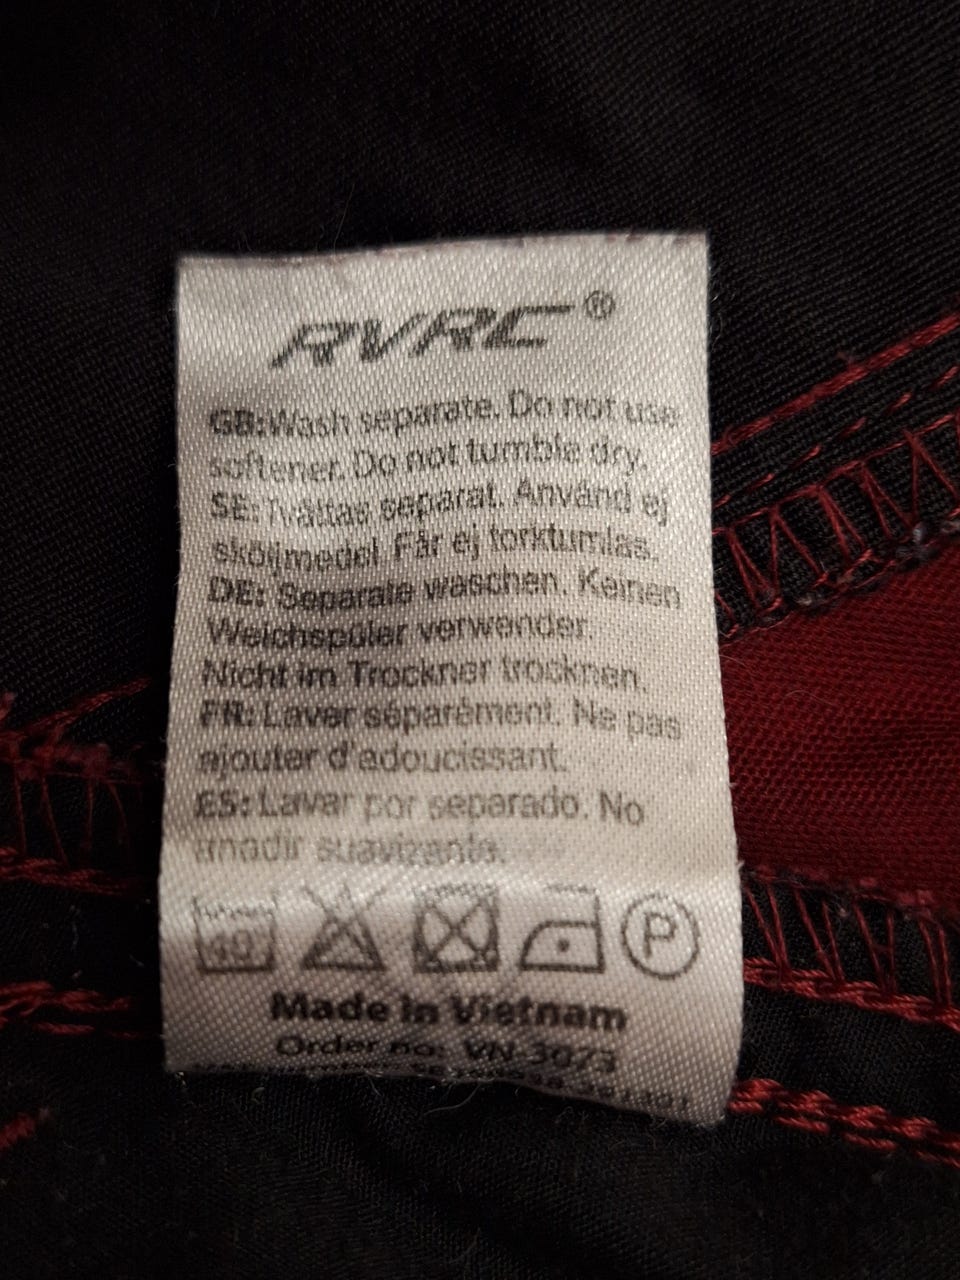 RVRC®
GB: Wash separate. Do not use
softener. Do not tumble dry.
SE: Tvättas separat. Använd ej
sköljmedel. Får ej torktumlas.
DE: Separate waschen. Keinen
Weichspüler verwender.
Nicht im Trockner trocknen.
FR: Laver séparément. Ne pas
ajouter d'adoucissant.
ES: Lavar por separado. No
anadir suavizante.
40° P
Made in Vietnam
Order no: VN-3073